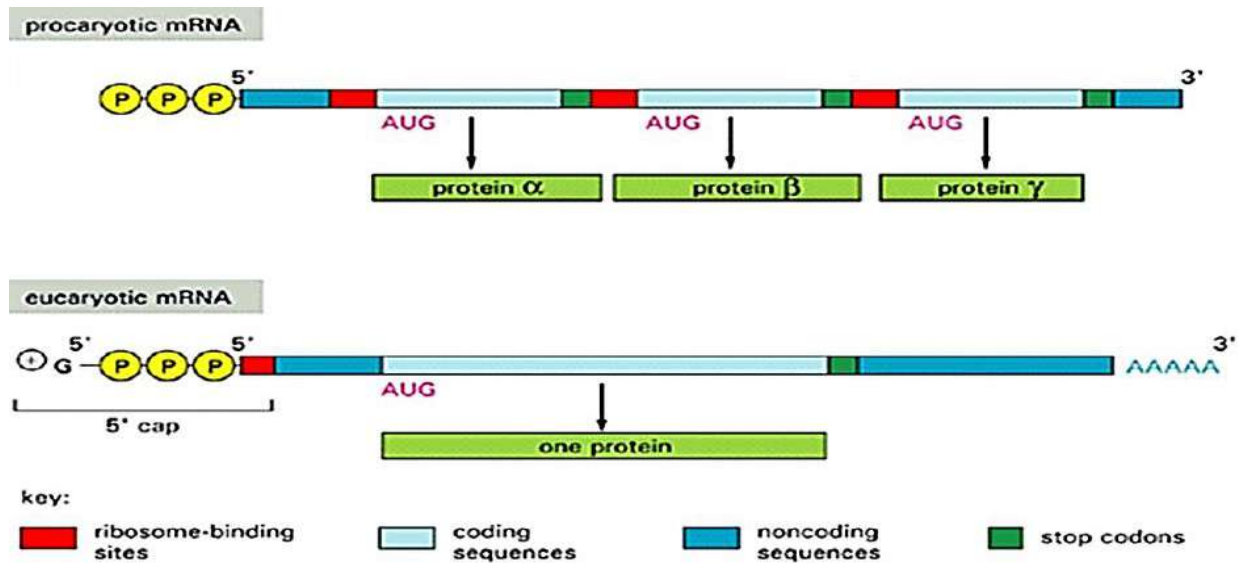 procaryotic mRNA
5' 3'
P P P
AUG AUG AUG
protein α protein β protein γ
eucaryotic mRNA
5' 5' 3'
+ G P P P AAAAA
AUG
5' cap
one protein
key:
ribosome-binding sites
coding sequences
noncoding sequences
stop codons